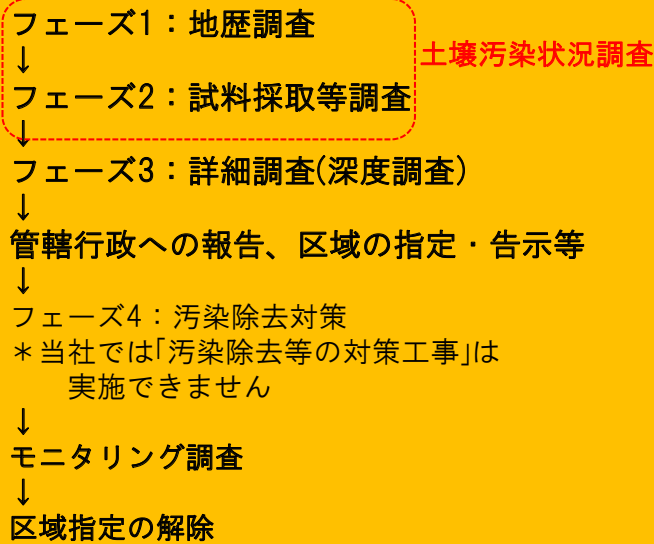 フェーズ1：地歴調査
↓
土壌汚染状況調査
フェーズ2：試料採取等調査
↓
フェーズ3：詳細調査(深度調査)
↓
管轄行政への報告、区域の指定・告示等
↓
フェーズ4：汚染除去対策
＊当社では｢汚染除去等の対策工事｣は
実施できません
↓
モニタリング調査
↓
区域指定の解除